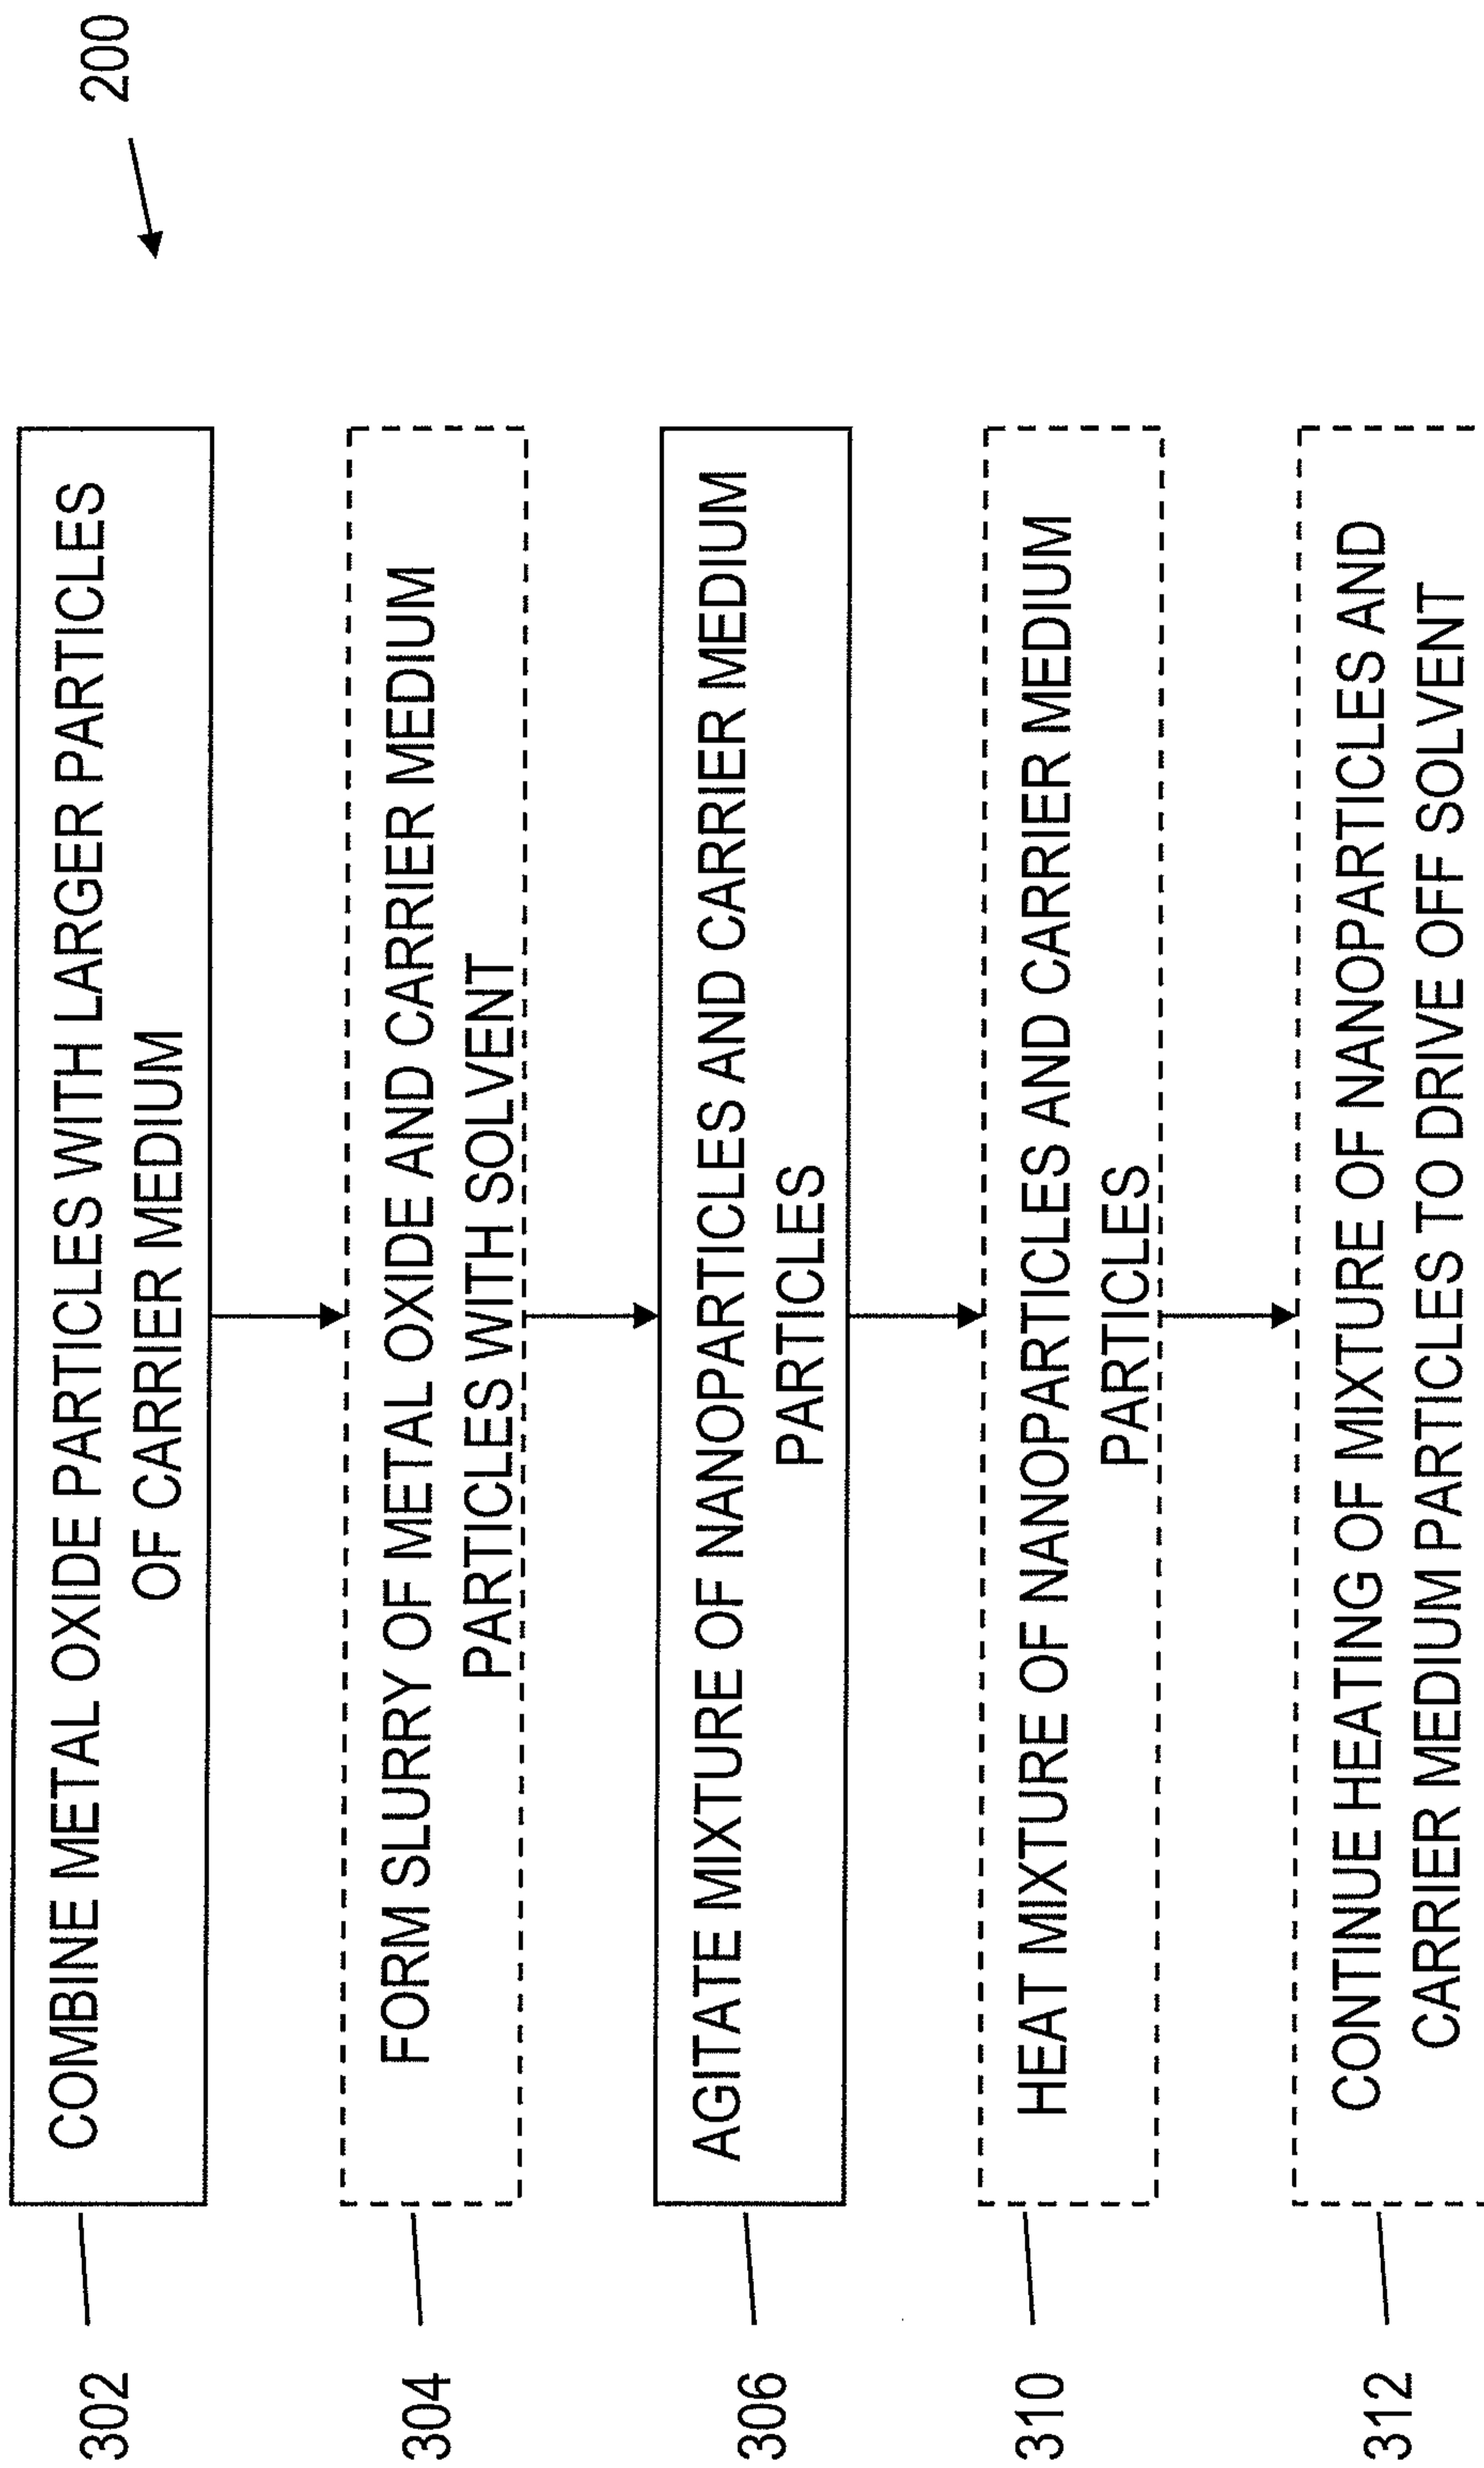 200
302
COMBINE METAL OXIDE PARTICLES WITH LARGER PARTICLES
OF CARRIER MEDIUM
304
FORM SLURRY OF METAL OXIDE AND CARRIER MEDIUM
PARTICLES WITH SOLVENT
306
AGITATE MIXTURE OF NANOPARTICLES AND CARRIER MEDIUM
PARTICLES
310
HEAT MIXTURE OF NANOPARTICLES AND CARRIER MEDIUM
PARTICLES
312
CONTINUE HEATING OF MIXTURE OF NANOPARTICLES AND
CARRIER MEDIUM PARTICLES TO DRIVE OFF SOLVENT